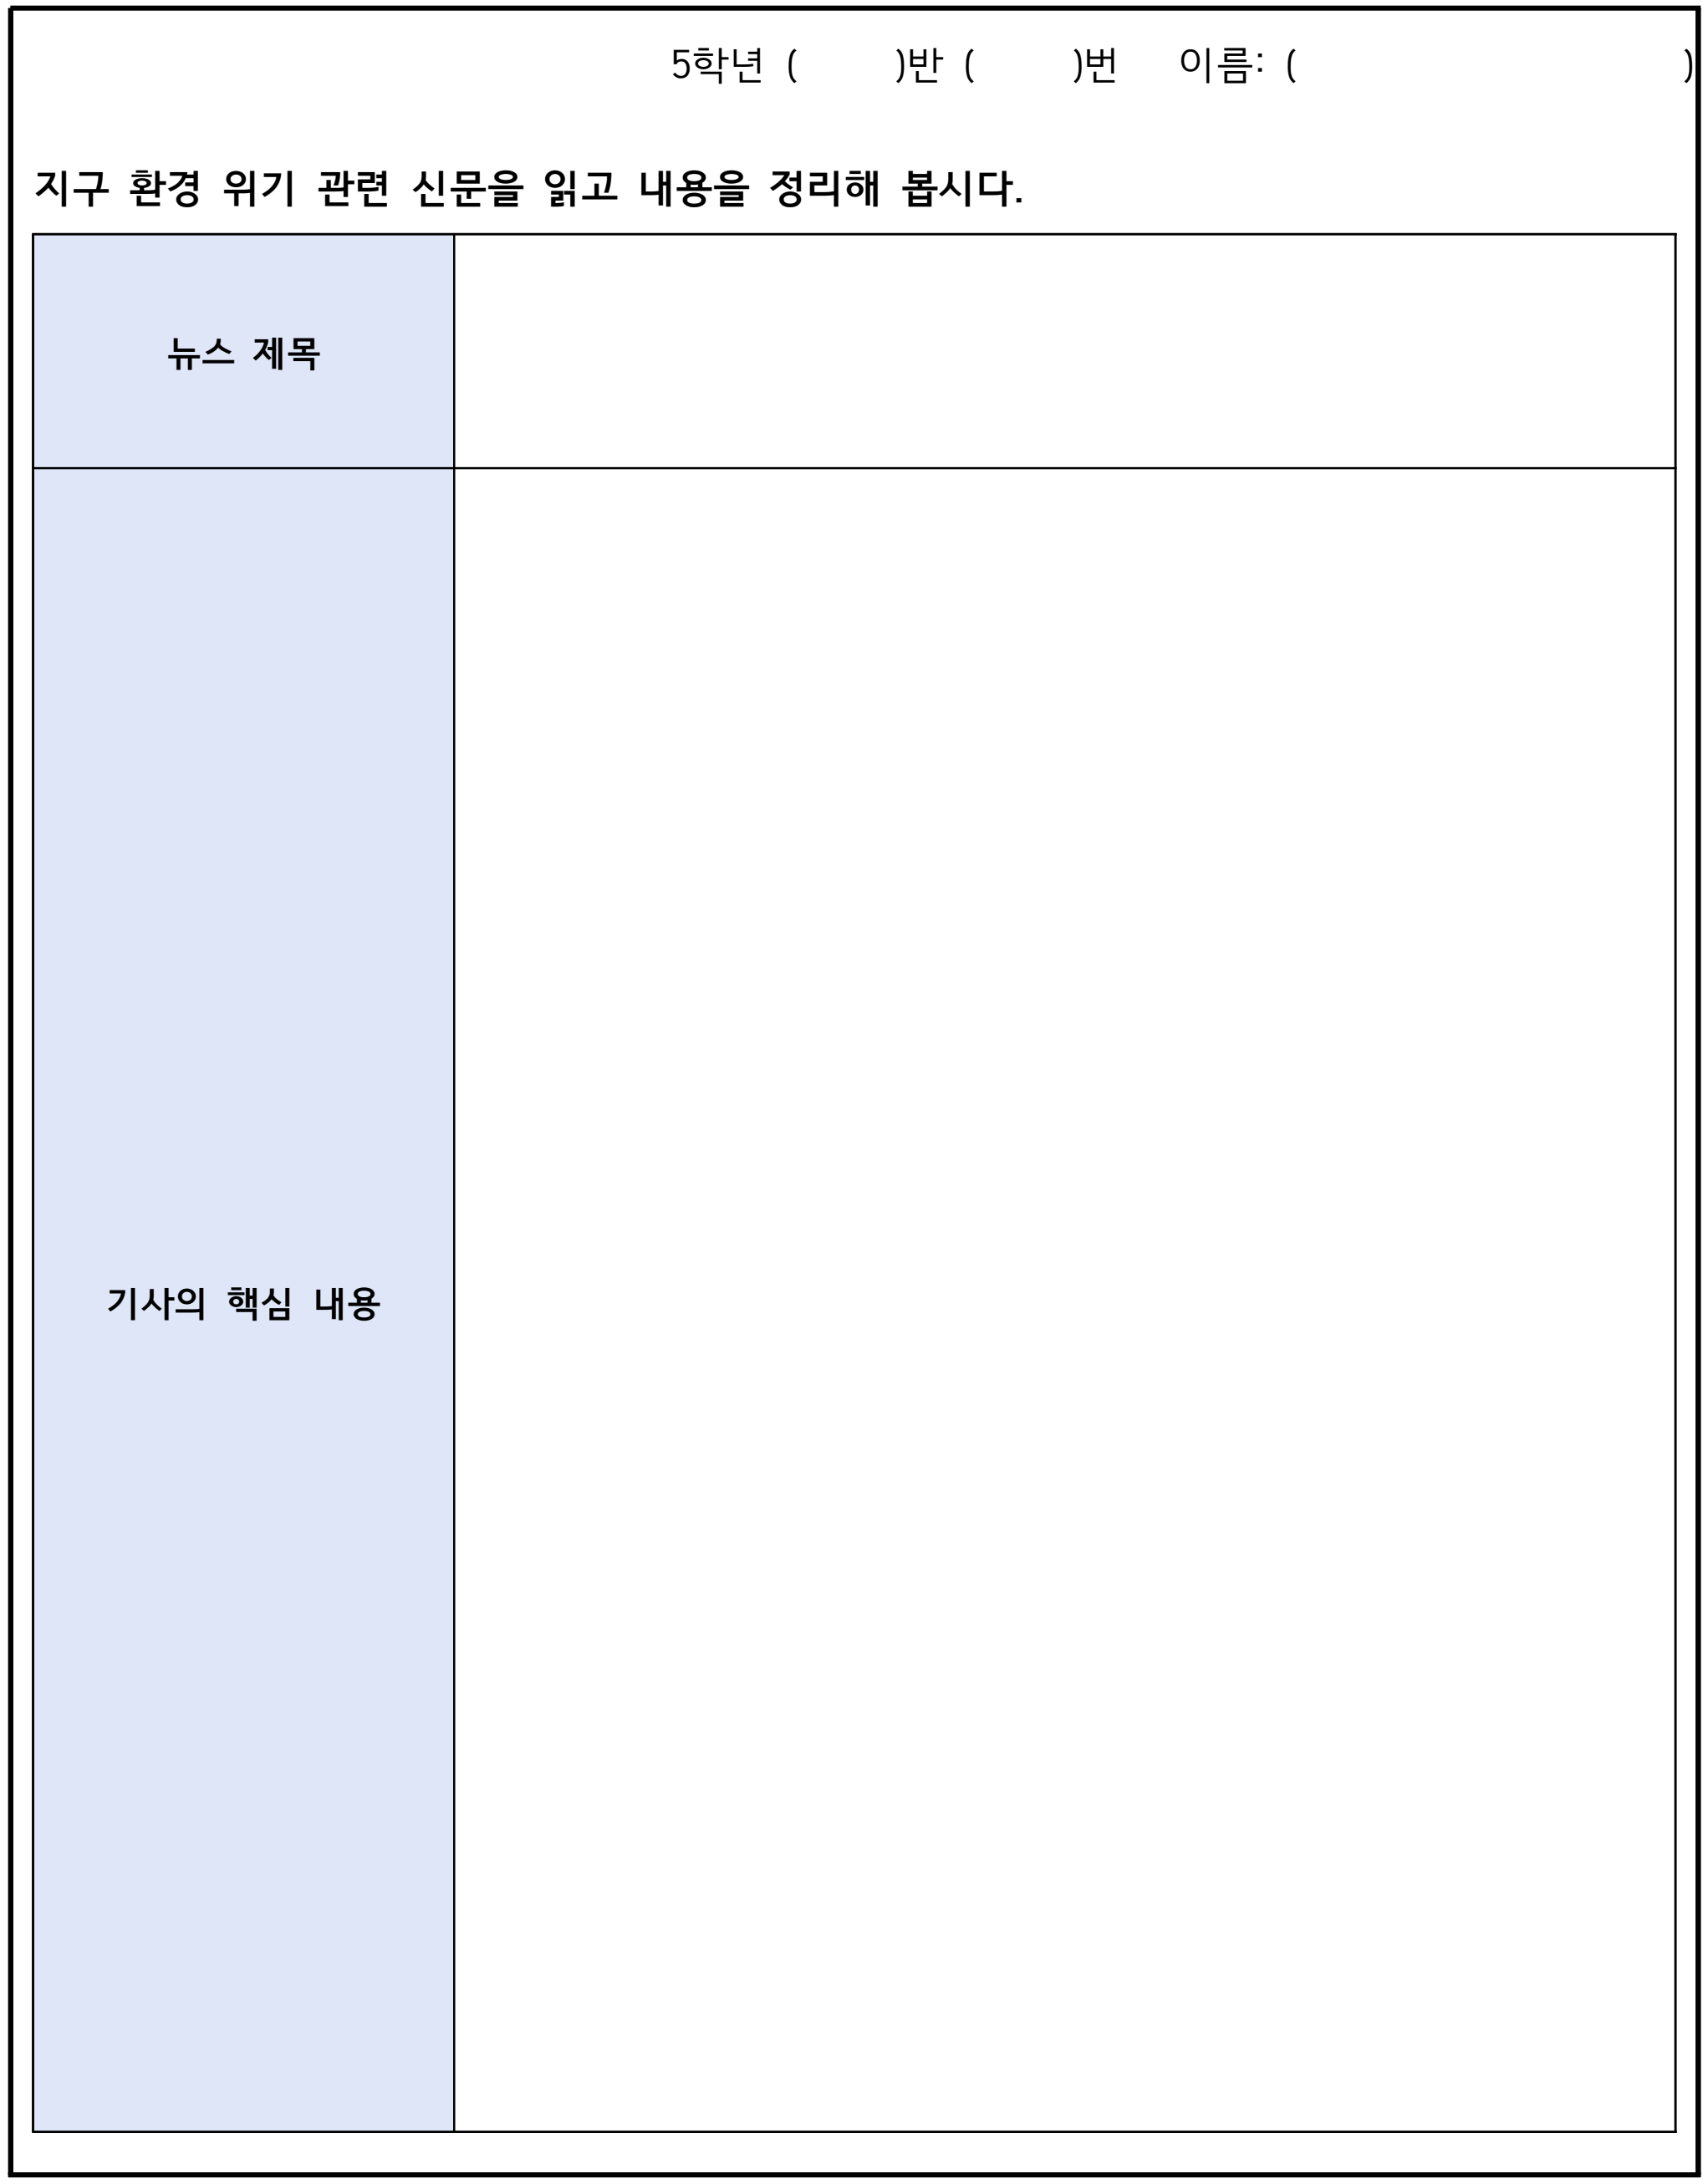 5학년 ( )반 ( )번 이름: ( )
지구 환경 위기 관련 신문을 읽고 내용을 정리해 봅시다.
뉴스 제목
기사의 핵심 내용